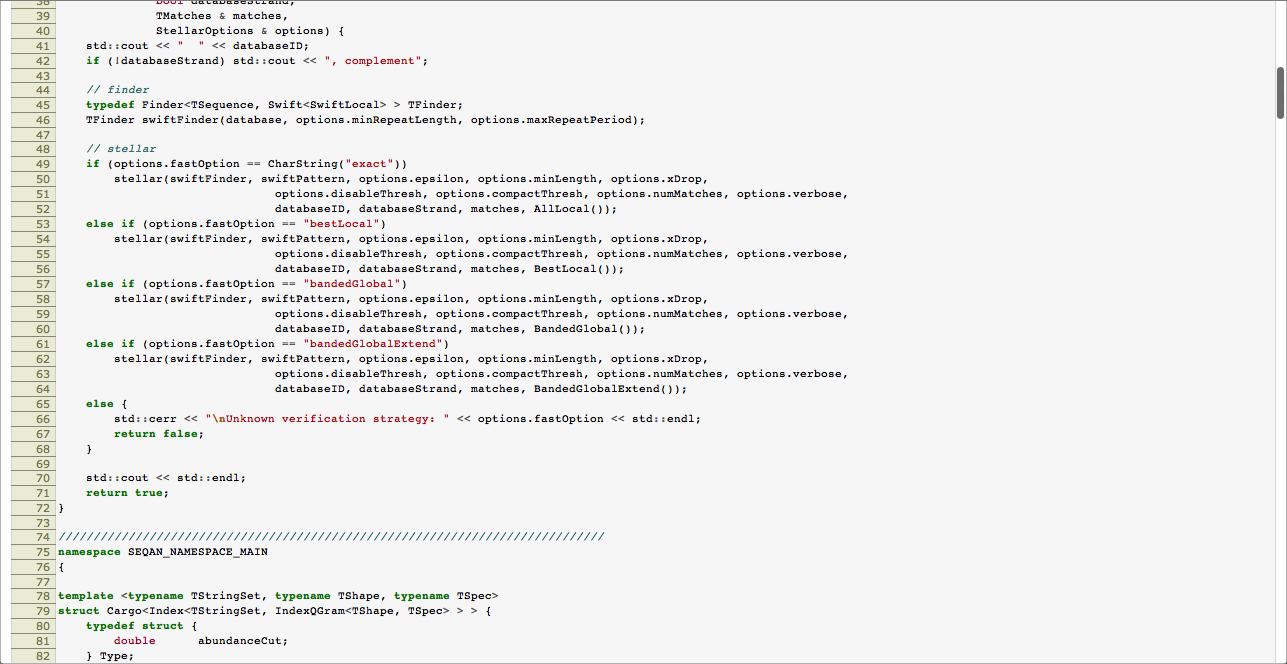 38                bool databaseStrand,
39                TMatches & matches,
40                StellarOptions & options) {
41      std::cout << "  " << databaseID;
42      if (!databaseStrand) std::cout << ", complement";
43
44      // finder
45      typedef Finder<TSequence, Swift<SwiftLocal> > TFinder;
46      TFinder swiftFinder(database, options.minRepeatLength, options.maxRepeatPeriod);
47
48      // stellar
49      if (options.fastOption == CharString("exact"))
50          stellar(swiftFinder, swiftPattern, options.epsilon, options.minLength, options.xDrop,
51                  options.disableThresh, options.compactThresh, options.numMatches, options.verbose,
52                  databaseID, databaseStrand, matches, AllLocal());
53      else if (options.fastOption == "bestLocal")
54          stellar(swiftFinder, swiftPattern, options.epsilon, options.minLength, options.xDrop,
55                  options.disableThresh, options.compactThresh, options.numMatches, options.verbose,
56                  databaseID, databaseStrand, matches, BestLocal());
57      else if (options.fastOption == "bandedGlobal")
58          stellar(swiftFinder, swiftPattern, options.epsilon, options.minLength, options.xDrop,
59                  options.disableThresh, options.compactThresh, options.numMatches, options.verbose,
60                  databaseID, databaseStrand, matches, BandedGlobal());
61      else if (options.fastOption == "bandedGlobalExtend")
62          stellar(swiftFinder, swiftPattern, options.epsilon, options.minLength, options.xDrop,
63                  options.disableThresh, options.compactThresh, options.numMatches, options.verbose,
64                  databaseID, databaseStrand, matches, BandedGlobalExtend());
65      else {
66          std::cerr << "\nUnknown verification strategy: " << options.fastOption << std::endl;
67          return false;
68      }
69
70      std::cout << std::endl;
71      return true;
72  }
73
74  //////////////////////////////////////////////////////////////////////////////
75  namespace SEQAN_NAMESPACE_MAIN
76  {
77
78  template <typename TStringSet, typename TShape, typename TSpec>
79  struct Cargo<Index<TStringSet, IndexQGram<TShape, TSpec> > > {
80      typedef struct {
81          double      abundanceCut;
82      } Type;